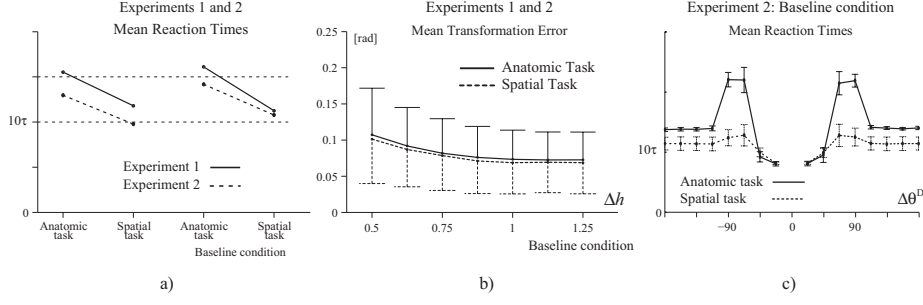 Experiments 1 and 2
Mean Reaction Times
10τ
Experiment 1
Experiment 2
Anatomic task
Spatial task
Anatomic task
Spatial task
Baseline condition
a)
Experiments 1 and 2
Mean Transformation Error
[rad]
0.25
0.2
0.15
0.1
0.05
0
Anatomic Task
Spatial Task
Δh
0.5
0.75
1
1.25
Baseline condition
b)
Experiment 2: Baseline condition
Mean Reaction Times
10τ
0
Anatomic task
Spatial task
Δθᴰ
−90
0
90
c)